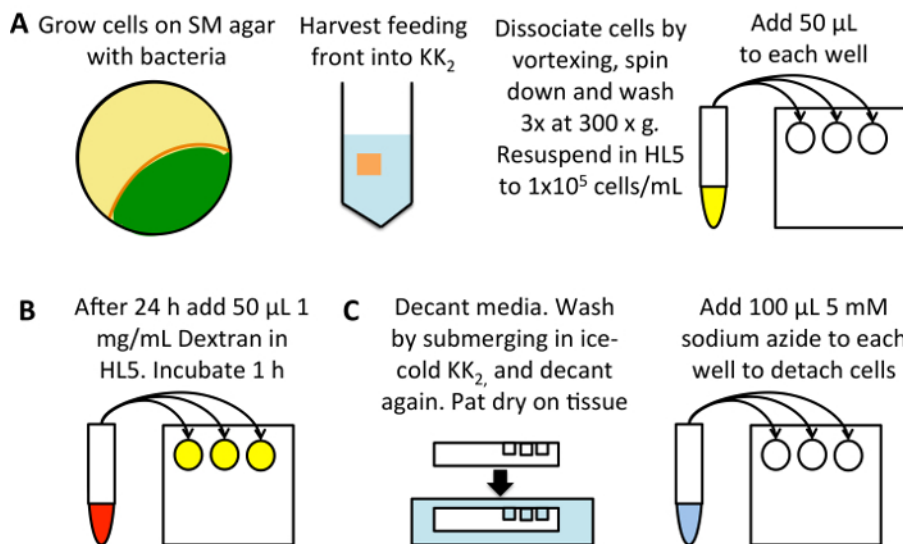 A
Grow cells on SM agar
with bacteria
Harvest feeding
front into KK₂
Dissociate cells by
vortexing, spin
down and wash
3x at 300 x g.
Resuspend in HL5
to 1x10⁵ cells/mL
Add 50 µL
to each well
B
After 24 h add 50 µL 1
mg/mL Dextran in
HL5. Incubate 1 h
C
Decant media. Wash
by submerging in ice-
cold KK₂, and decant
again. Pat dry on tissue
Add 100 µL 5 mM
sodium azide to each
well to detach cells